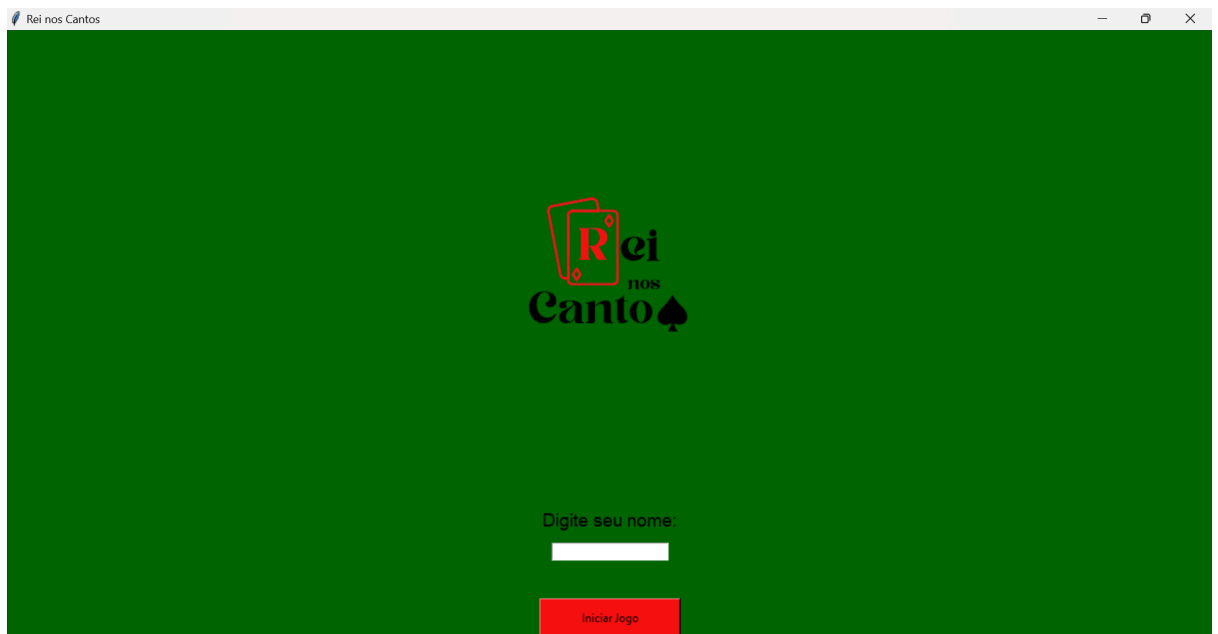 Rei nos Cantos
Rei
nos
Canto
Digite seu nome:
Iniciar Jogo